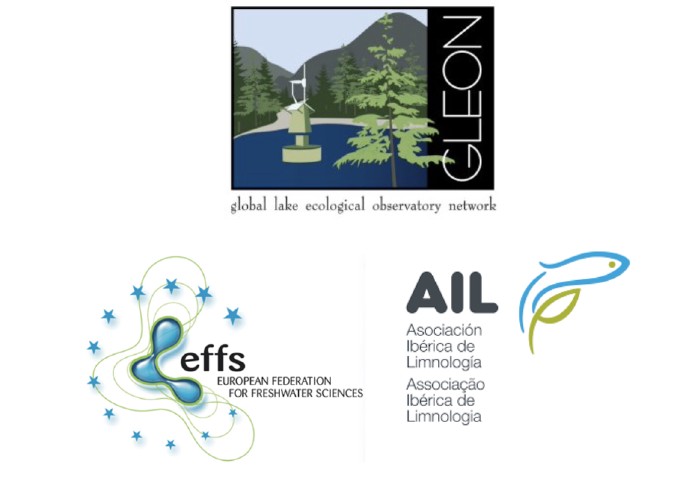 GLEON
global lake ecological observatory network
effs
EUROPEAN FEDERATION
FOR FRESHWATER SCIENCES
AIL
Asociación
Ibérica de
Limnología
Associação
Ibérica de
Limnologia